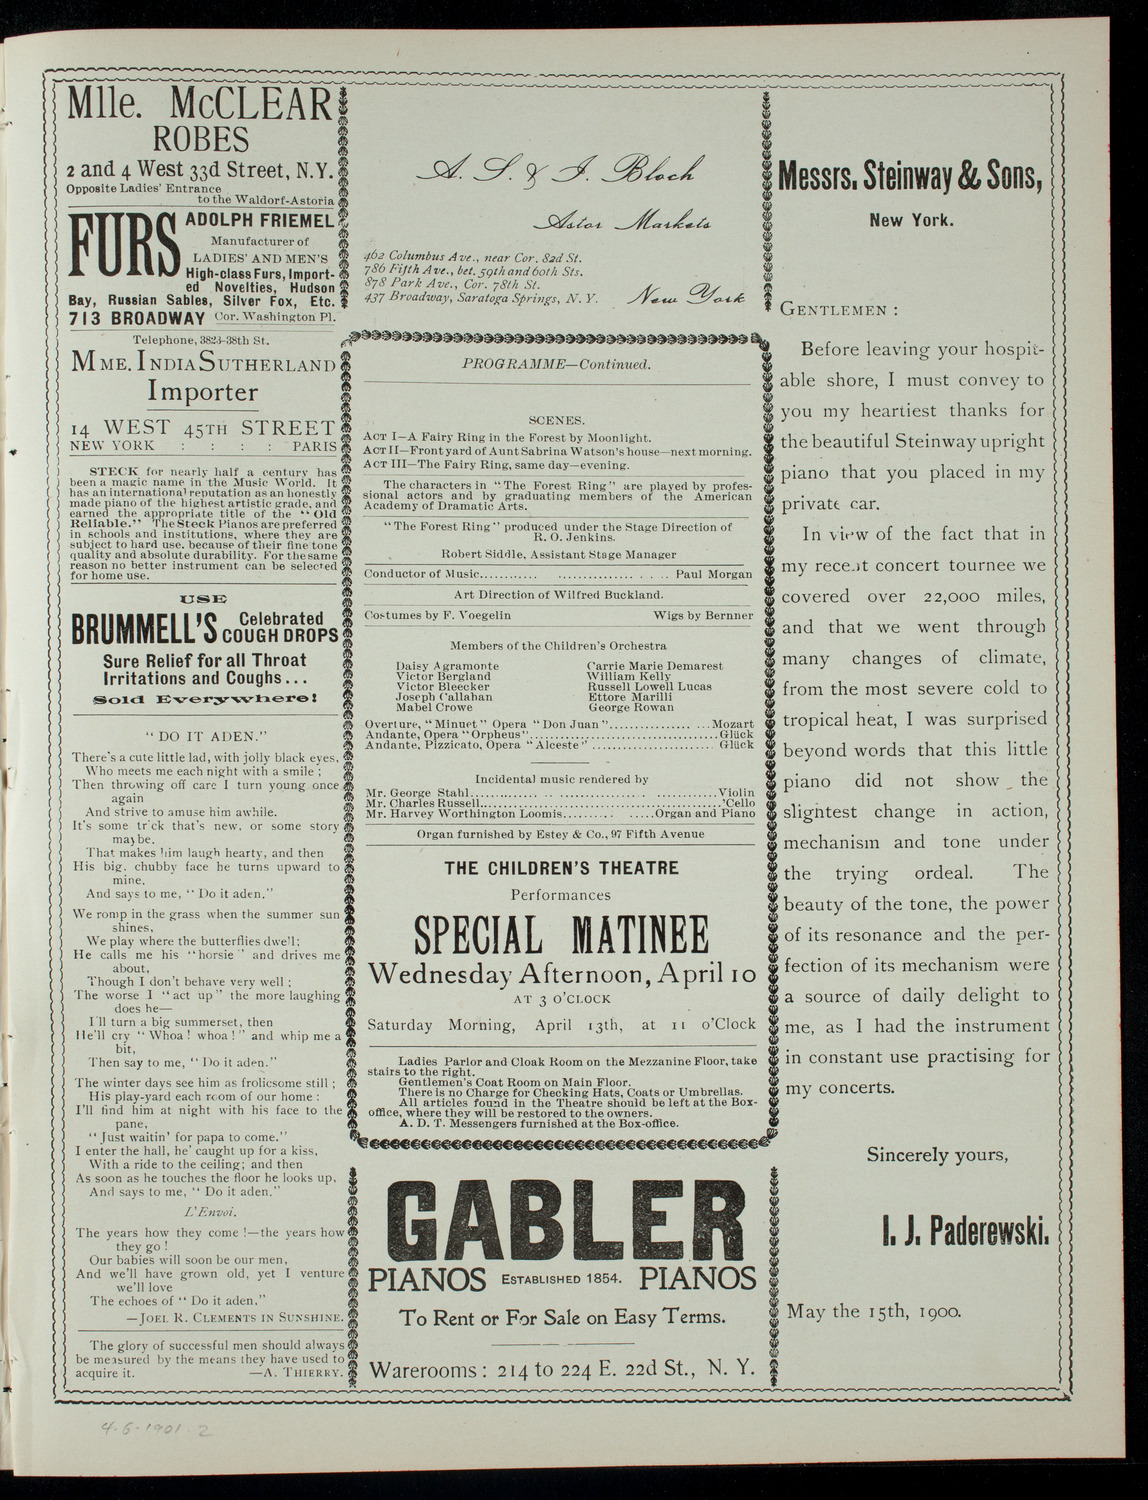 Mlle. McCLEAR
ROBES
2 and 4 West 33d Street, N.Y.
Opposite Ladies' Entrance
to the Waldorf-Astoria
FURS
ADOLPH FRIEMEL
Manufacturer of
LADIES' AND MEN'S
High-class Furs, Import-
ed Novelties, Hudson
Bay, Russian Sables, Silver Fox, Etc.
713 BROADWAY Cor. Washington Pl.
Telephone, 3823-38th St.
MME. INDIA SUTHERLAND
Importer
14 WEST 45TH STREET
NEW YORK : : : : PARIS
STECK for nearly half a century has
been a magic name in the Music World. It
has an international reputation as an honestly
made piano of the highest artistic grade, and
earned the appropriate title of the "Old
Reliable." The Steck Pianos are preferred
in schools and institutions, where they are
subject to hard use, because of their fine tone
quality and absolute durability. For the same
reason no better instrument can be selected
for home use.
USE
BRUMMELL'S Celebrated
COUGH DROPS
Sure Relief for all Throat
Irritations and Coughs...
Sold Everywhere!
"DO IT ADEN."
There's a cute little lad, with jolly black eyes,
Who meets me each night with a smile;
Then throwing off care I turn young once
again
And strive to amuse him awhile.
It's some trick that's new, or some story
maybe,
That makes him laugh hearty, and then
His big, chubby face he turns upward to
mine,
And says to me, "Do it aden."
We romp in the grass when the summer sun
shines,
We play where the butterflies dwell;
He calls me his "horsie" and drives me
about,
Though I don't behave very well;
The worse I "act up" the more laughing
does he—
I'll turn a big summerset, then
He'll cry "Whoa! whoa!" and whip me a
bit,
Then say to me, "Do it aden."
The winter days see him as frolicsome still;
His play-yard each room of our home:
I'll find him at night with his face to the
pane,
"Just waitin' for papa to come."
I enter the hall, he' caught up for a kiss,
With a ride to the ceiling; and then
As soon as he touches the floor he looks up,
And says to me, "Do it aden."
L'Envoi.
The years how they come!—the years how
they go!
Our babies will soon be our men,
And we'll have grown old, yet I venture
we'll love
The echoes of "Do it aden,"
—JOEL R. CLEMENTS IN SUNSHINE.
The glory of successful men should always
be measured by the means they have used to
acquire it. —A. THIERRY.
A. S. & J. Bloch
Astor Markets
462 Columbus Ave., near Cor. 82d St.
786 Fifth Ave., bet. 59th and 60th Sts.
878 Park Ave., Cor. 78th St.
437 Broadway, Saratoga Springs, N. Y.
New York
PROGRAMME—Continued.
SCENES.
ACT I—A Fairy Ring in the Forest by Moonlight.
ACT II—Front yard of Aunt Sabrina Watson's house—next morning.
ACT III—The Fairy Ring, same day—evening.
The characters in "The Forest Ring" are played by profes-
sional actors and by graduating members of the American
Academy of Dramatic Arts.
"The Forest Ring" produced under the Stage Direction of
R. O. Jenkins.
Robert Siddle, Assistant Stage Manager
Conductor of Music............ ................ . . . Paul Morgan
Art Direction of Wilfred Buckland.
Costumes by F. Voegelin Wigs by Bernner
Members of the Children's Orchestra
Daisy Agramonte Carrie Marie Demarest
Victor Bergland William Kelly
Victor Bleecker Russell Lowell Lucas
Joseph Callahan Ettore Marilli
Mabel Crowe George Rowan
Overture, "Minuet" Opera "Don Juan"................ ...Mozart
Andante, Opera "Orpheus".......................................Glück
Andante, Pizzicato, Opera "Alceste" ......................... Glück
Incidental music rendered by
Mr. George Stahl.................. .. ..................Violin
Mr. Charles Russell.................................................'Cello
Mr. Harvey Worthington Loomis.......... ......Organ and Piano
Organ furnished by Estey & Co., 97 Fifth Avenue
THE CHILDREN'S THEATRE
Performances
SPECIAL MATINEE
Wednesday Afternoon, April 10
AT 3 O'CLOCK
Saturday Morning, April 13th, at 11 o'Clock
Ladies Parlor and Cloak Room on the Mezzanine Floor, take
stairs to the right.
Gentlemen's Coat Room on Main Floor.
There is no Charge for Checking Hats, Coats or Umbrellas.
All articles found in the Theatre should be left at the Box-
office, where they will be restored to the owners.
A. D. T. Messengers furnished at the Box-office.
GABLER
PIANOS ESTABLISHED 1854. PIANOS
To Rent or For Sale on Easy Terms.
Warerooms: 214 to 224 E. 22d St., N. Y.
Messrs. Steinway & Sons,
New York.
GENTLEMEN:
Before leaving your hospit-
able shore, I must convey to
you my heartiest thanks for
the beautiful Steinway upright
piano that you placed in my
private car.
In view of the fact that in
my recent concert tournee we
covered over 22,000 miles,
and that we went through
many changes of climate,
from the most severe cold to
tropical heat, I was surprised
beyond words that this little
piano did not show the
slightest change in action,
mechanism and tone under
the trying ordeal. The
beauty of the tone, the power
of its resonance and the per-
fection of its mechanism were
a source of daily delight to
me, as I had the instrument
in constant use practising for
my concerts.
Sincerely yours,
I. J. Paderewski.
May the 15th, 1900.
4-6-1901 2